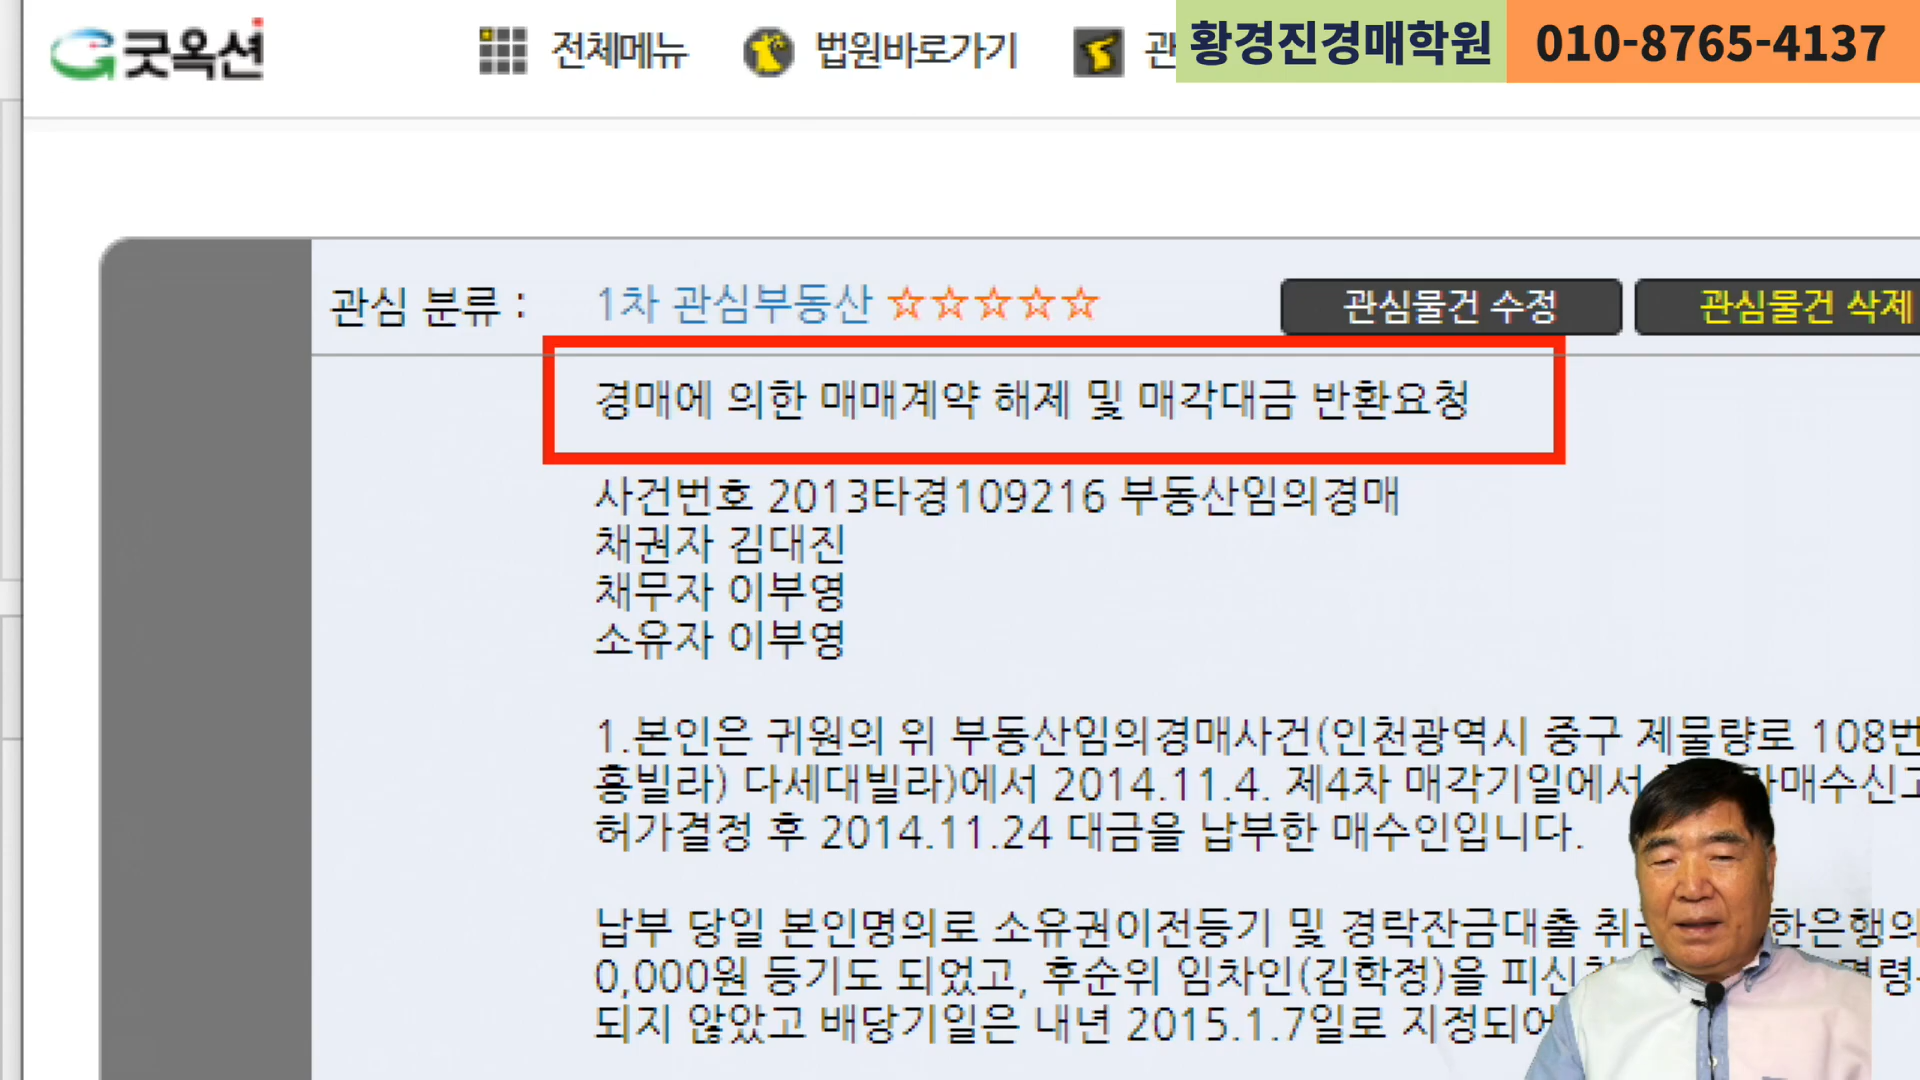 굿옥션
전체메뉴
법원바로가기
관
황경진경매학원
010-8765-4137
관심 분류 :
1차 관심부동산 ☆☆☆☆☆
관심물건 수정
관심물건 삭제
경매에 의한 매매계약 해제 및 매각대금 반환요청
사건번호 2013타경109216 부동산임의경매
채권자 김대진
채무자 이부영
소유자 이부영
1.본인은 귀원의 위 부동산임의경매사건(인천광역시 중구 제물량로 108번
흥빌라) 다세대빌라)에서 2014.11.4. 제4차 매각기일에서 매수신고
허가결정 후 2014.11.24 대금을 납부한 매수인입니다.
납부 당일 본인명의로 소유권이전등기 및 경락잔금대출 취 한은행의
0,000원 등기도 되었고, 후순위 임차인(김학정)을 피신 명령
되지 않았고 배당기일은 내년 2015.1.7일로 지정되어